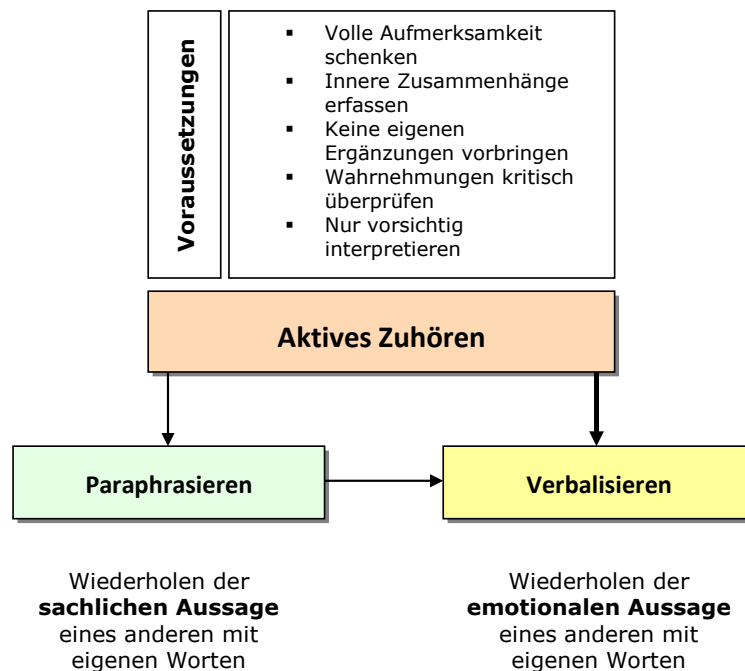 Voraussetzungen
▪ Volle Aufmerksamkeit
schenken
▪ Innere Zusammenhänge
erfassen
▪ Keine eigenen
Ergänzungen vorbringen
▪ Wahrnehmungen kritisch
überprüfen
▪ Nur vorsichtig
interpretieren
Aktives Zuhören
Paraphrasieren
Verbalisieren
Wiederholen der
sachlichen Aussage
eines anderen mit
eigenen Worten
Wiederholen der
emotionalen Aussage
eines anderen mit
eigenen Worten